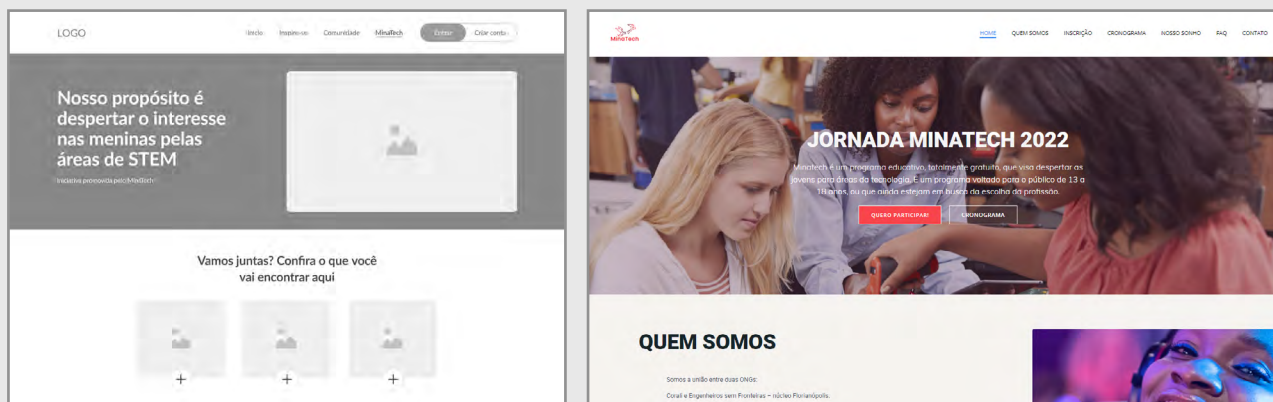 LOGO
Início Inspire-se Comunidade MinaTech Entrar Criar conta
Nosso propósito é
despertar o interesse
nas meninas pelas
áreas de STEM
Iniciativa promovida pelo MinaTech
Vamos juntas? Confira o que você
vai encontrar aqui
+ + +
MinaTech
HOME QUEM SOMOS INSCRIÇÃO CRONOGRAMA NOSSO SONHO FAQ CONTATO
JORNADA MINATECH 2022
Minatech é um programa educativo, totalmente gratuito, que visa despertar as
jovens para áreas da tecnologia. É um programa voltado para o público de 13 a
18 anos, ou que ainda estejam em busca da escolha da profissão.
QUERO PARTICIPAR! CRONOGRAMA
QUEM SOMOS
Somos a união entre duas ONGs:
Corall e Engenheiros sem Fronteiras – núcleo Florianópolis.